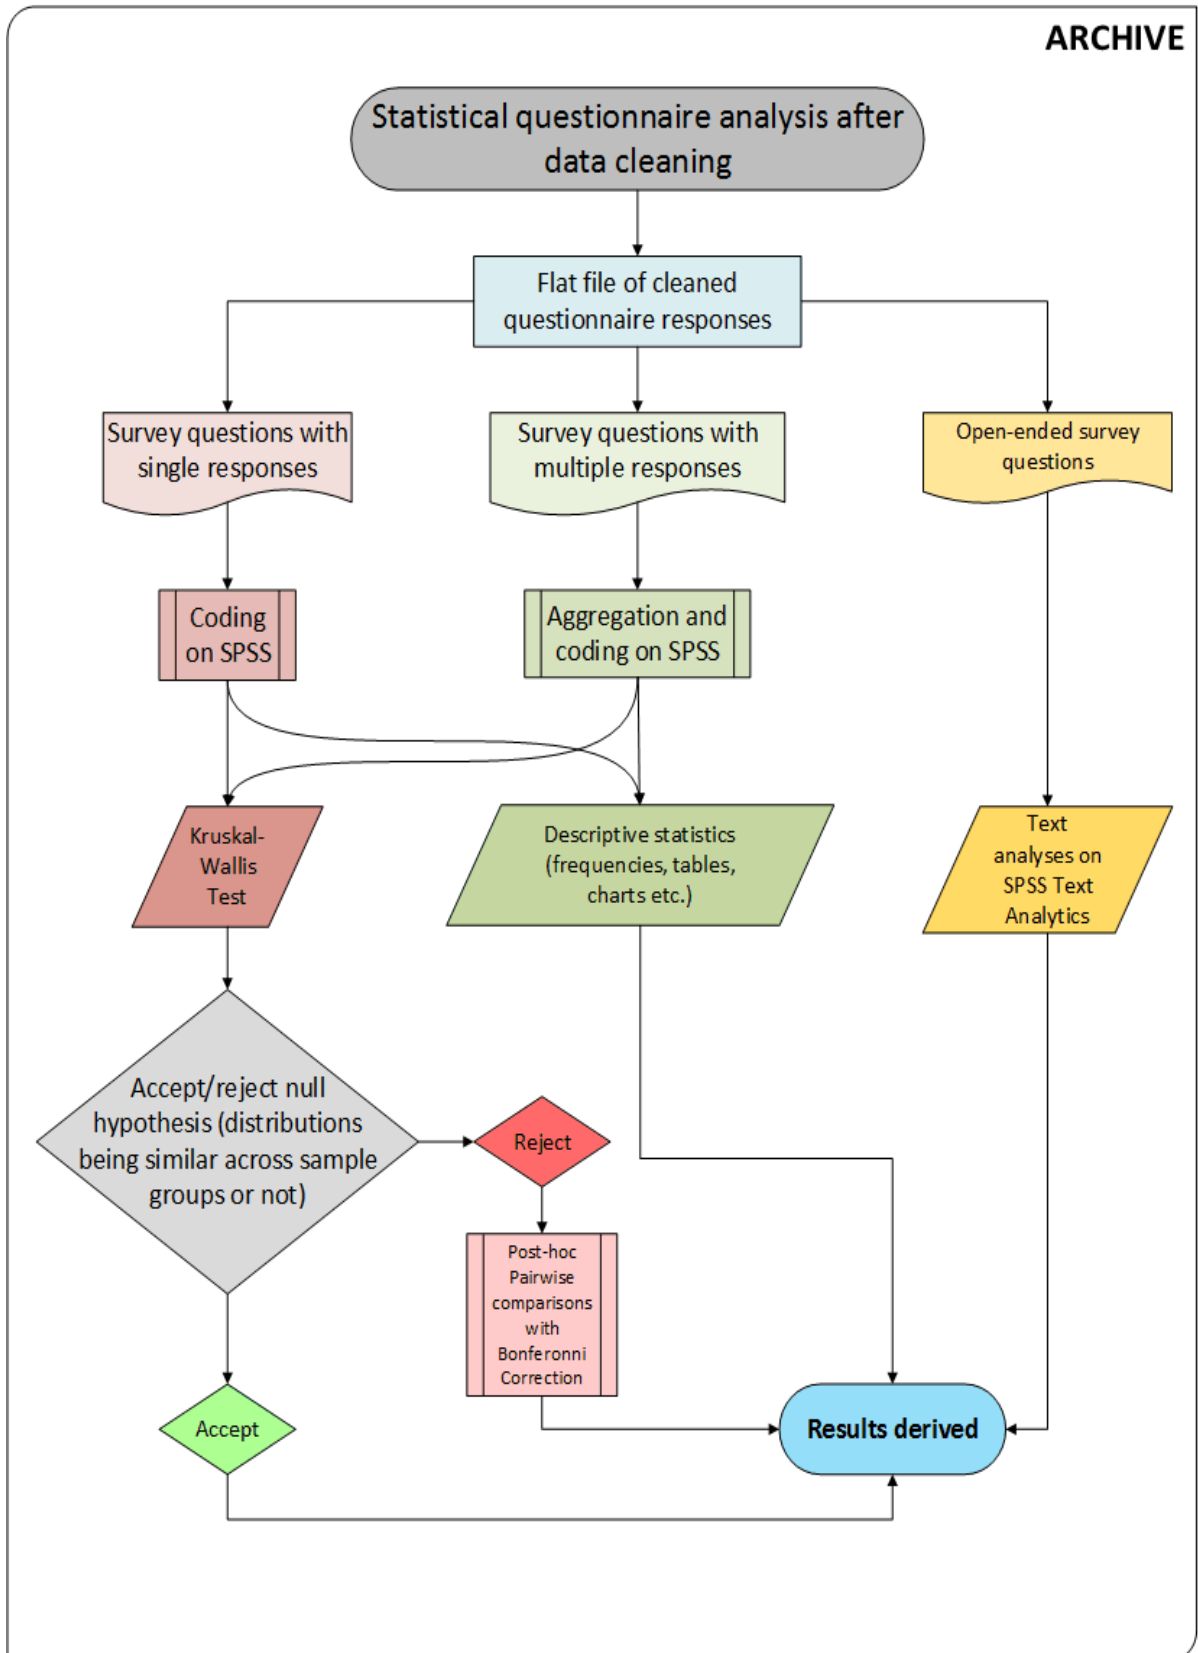 ARCHIVE
Statistical questionnaire analysis after
data cleaning
Flat file of cleaned
questionnaire responses
Survey questions with
single responses
Survey questions with
multiple responses
Open-ended survey
questions
Coding
on SPSS
Aggregation and
coding on SPSS
Kruskal-
Wallis
Test
Descriptive statistics
(frequencies, tables,
charts etc.)
Text
analyses on
SPSS Text
Analytics
Accept/reject null
hypothesis (distributions
being similar across sample
groups or not)
Reject
Post-hoc
Pairwise
comparisons
with
Bonferonni
Correction
Accept
Results derived